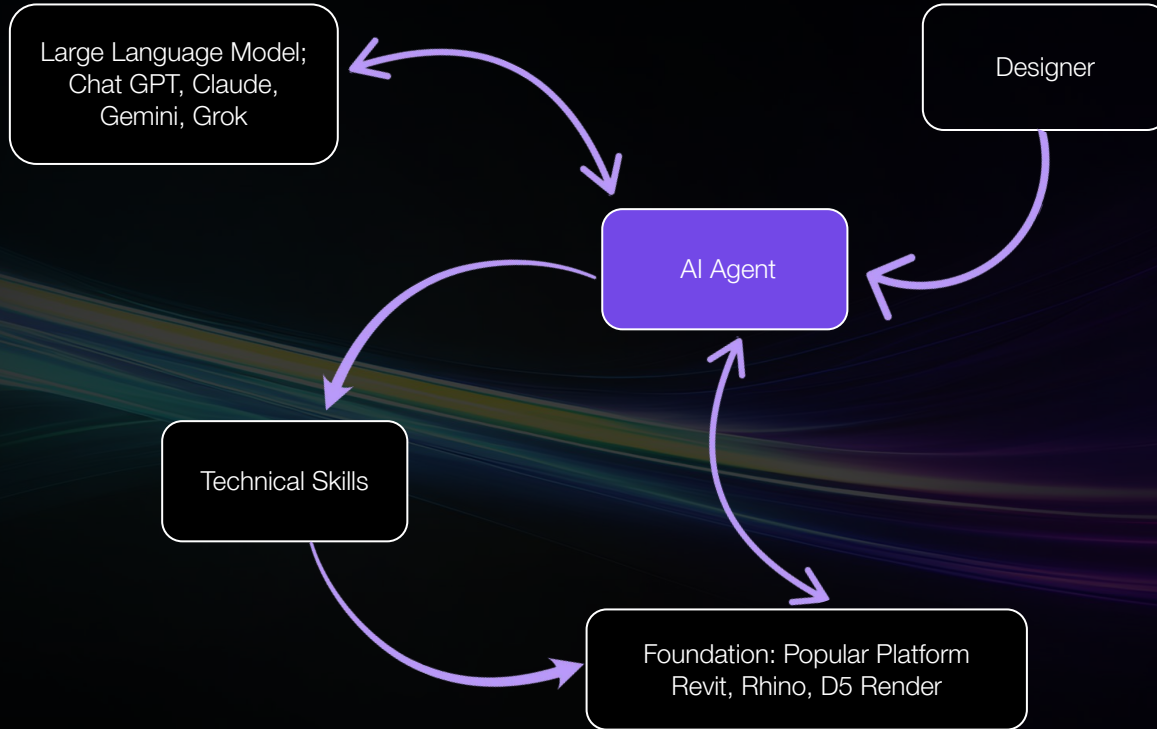 Large Language Model;
Chat GPT, Claude,
Gemini, Grok
Designer
AI Agent
Technical Skills
Foundation: Popular Platform
Revit, Rhino, D5 Render